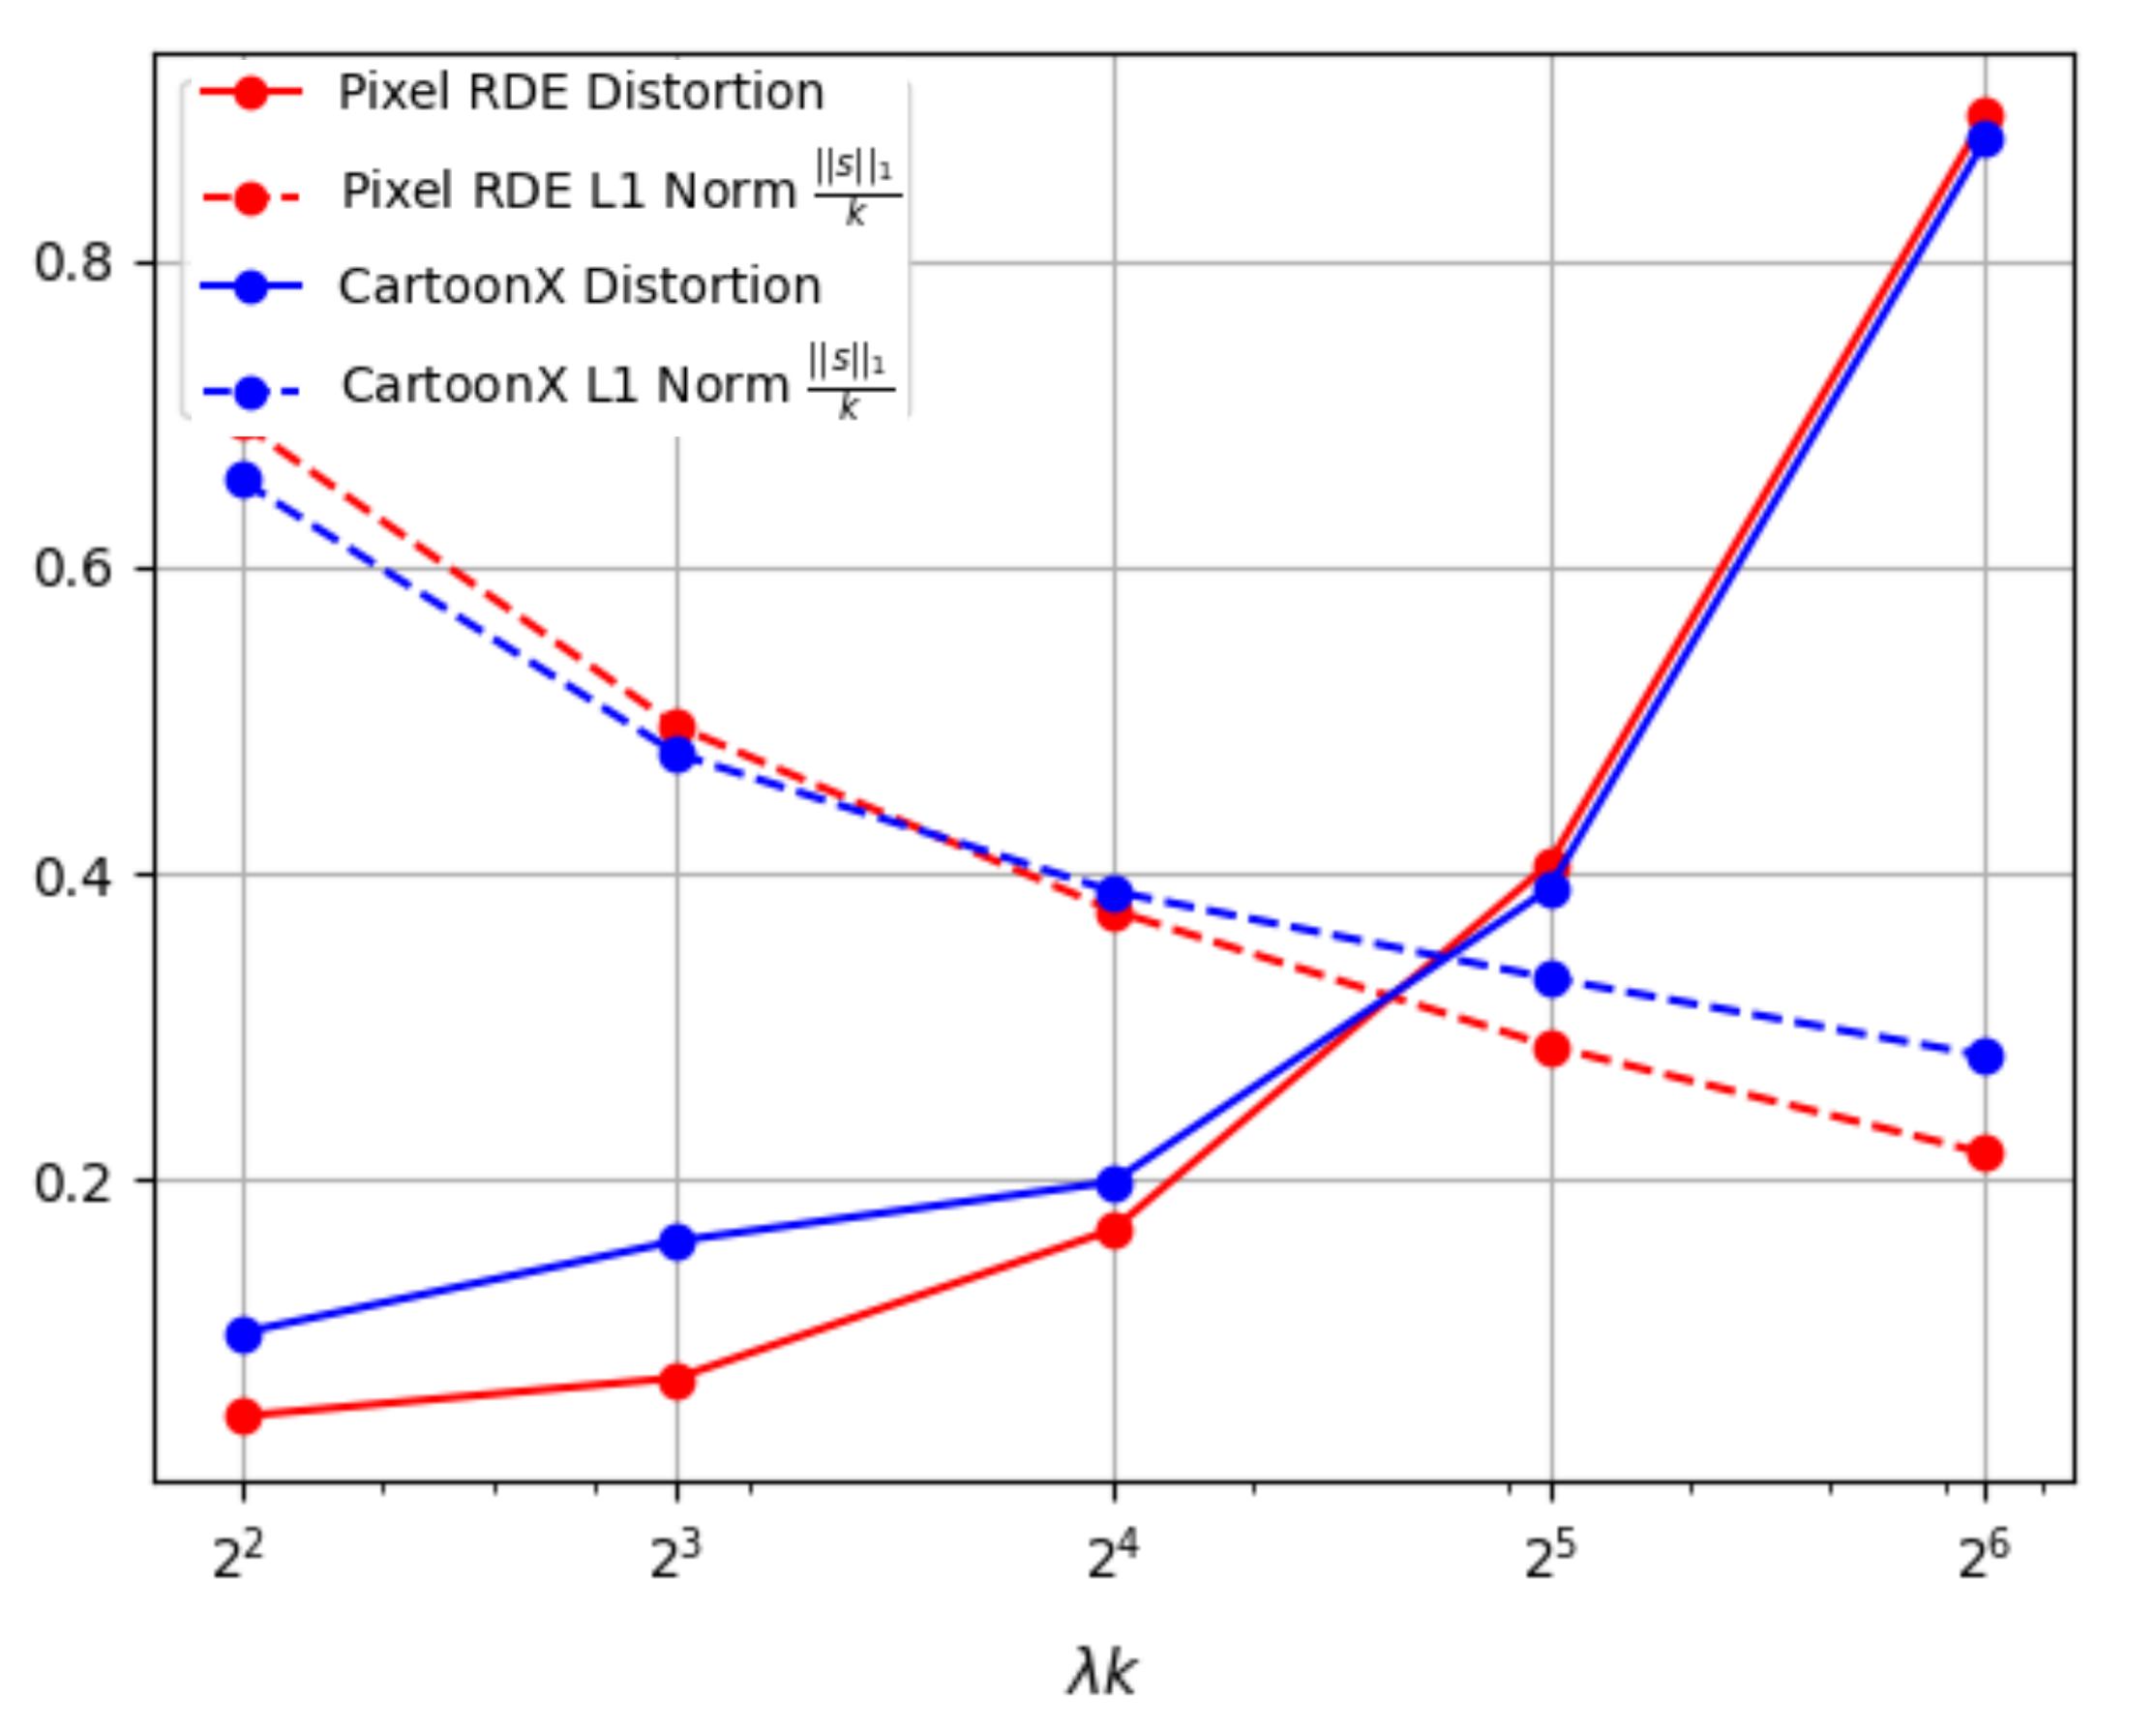 Pixel RDE Distortion
Pixel RDE L1 Norm ||s||₁/k
CartoonX Distortion
CartoonX L1 Norm ||s||₁/k
0.8
0.6
0.4
0.2
2² 2³ 2⁴ 2⁵ 2⁶
λk